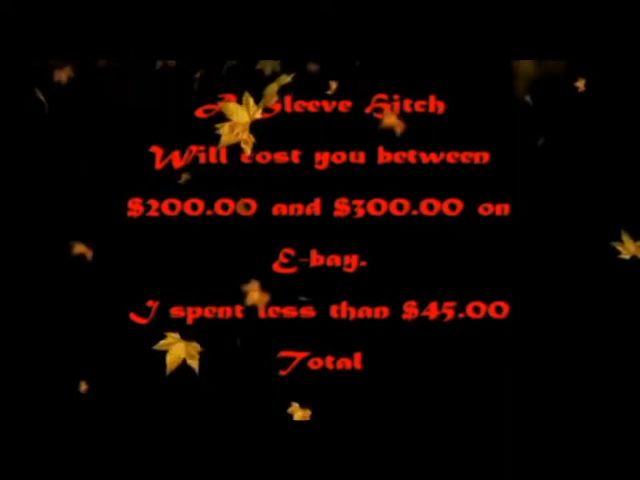 A Sleeve Hitch
Will cost you between
$200.00 and $300.00 on
E-bay.
I spent less than $45.00
Total